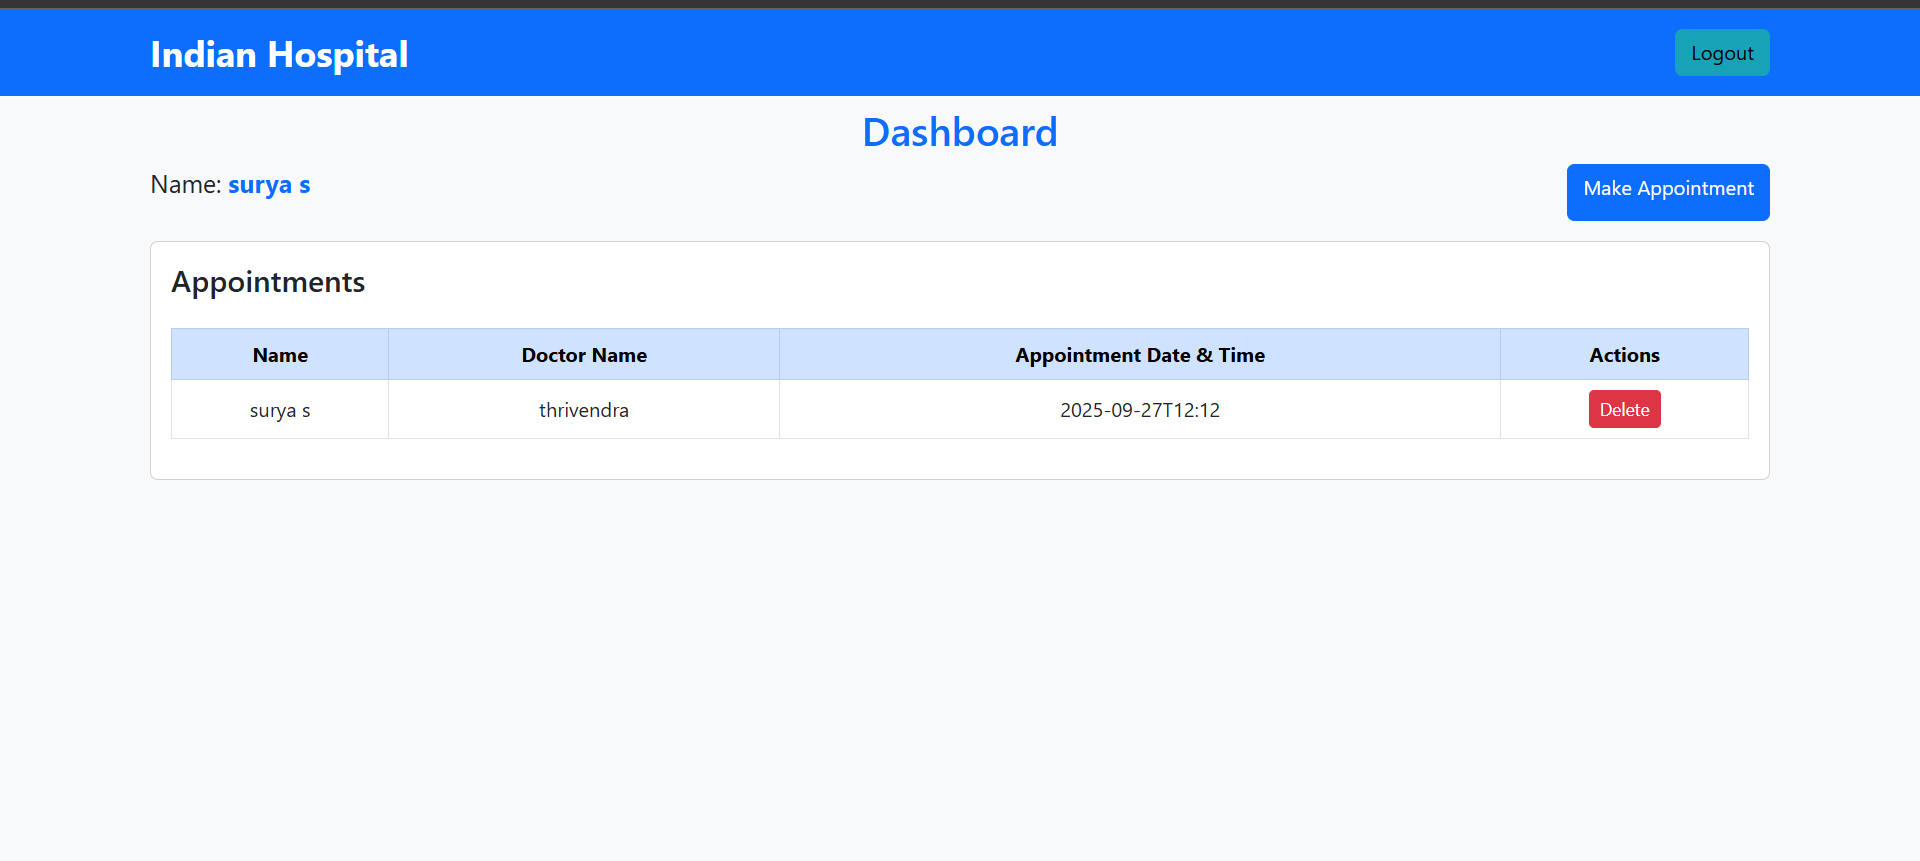 Indian Hospital
Logout
Dashboard
Name: surya s
Make Appointment
Appointments
Name Doctor Name Appointment Date & Time Actions
surya s thrivendra 2025-09-27T12:12 Delete